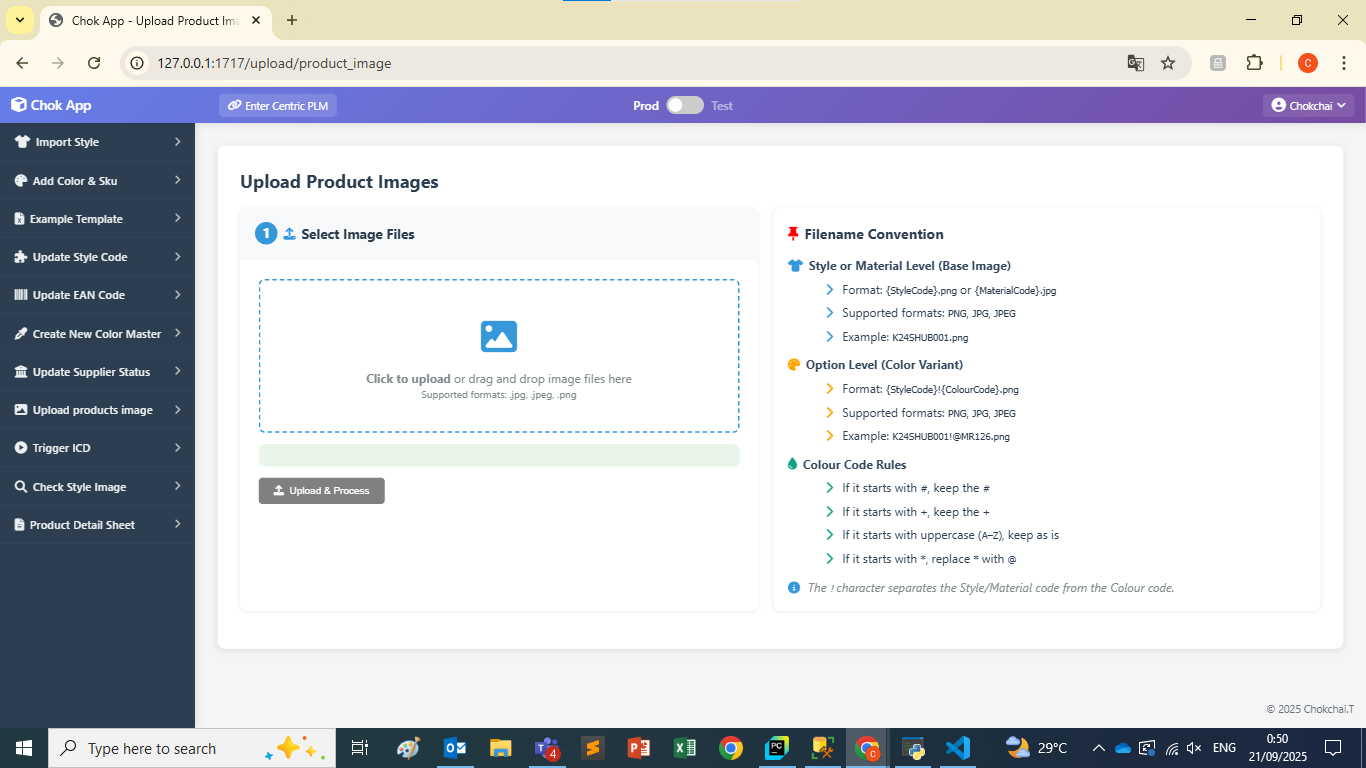 Chok App - Upload Product Im
127.0.0.1:1717/upload/product_image
C
Chok App
Enter Centric PLM
Prod
Test
Chokchai
Import Style
Add Color & Sku
Example Template
Update Style Code
Update EAN Code
Create New Color Master
Update Supplier Status
Upload products image
Trigger ICD
Check Style Image
Product Detail Sheet
Upload Product Images
1 Select Image Files
Click to upload or drag and drop image files here
Supported formats: .jpg, .jpeg, .png
Upload & Process
Filename Convention
Style or Material Level (Base Image)
Format: {StyleCode}.png or {MaterialCode}.jpg
Supported formats: PNG, JPG, JPEG
Example: K24SHUB001.png
Option Level (Color Variant)
Format: {StyleCode}!{ColourCode}.png
Supported formats: PNG, JPG, JPEG
Example: K24SHUB001!@MR126.png
Colour Code Rules
If it starts with #, keep the #
If it starts with +, keep the +
If it starts with uppercase (A–Z), keep as is
If it starts with *, replace * with @
The ! character separates the Style/Material code from the Colour code.
© 2025 Chokchai.T
Type here to search
4
PC
C
29°C
ENG
0:50
21/09/2025